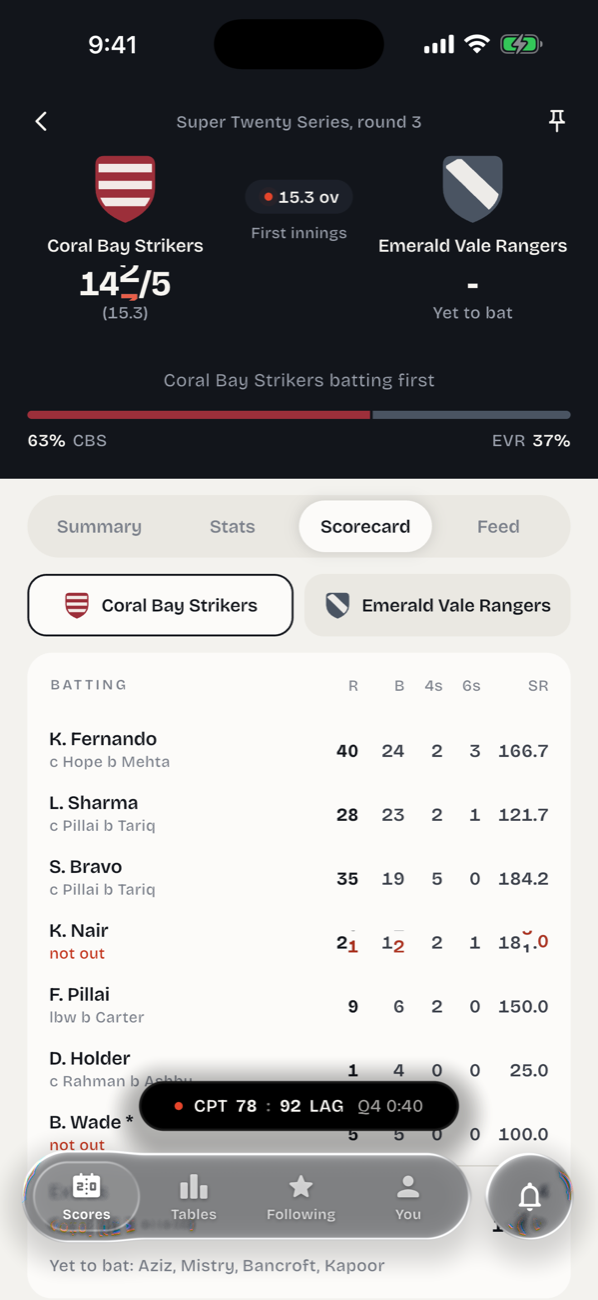 9:41
Super Twenty Series, round 3
Coral Bay Strikers
15.3 ov
First innings
Emerald Vale Rangers
/5
(15.3)
-
Yet to bat
Coral Bay Strikers batting first
63% CBS
EVR 37%
Summary Stats Scorecard Feed
Coral Bay Strikers
Emerald Vale Rangers
BATTING R B 4s 6s SR
K. Fernando 40 24 2 3 166.7
c Hope b Mehta
L. Sharma 28 23 2 1 121.7
c Pillai b Tariq
S. Bravo 35 19 5 0 184.2
c Pillai b Tariq
K. Nair 2 1
not out
F. Pillai 9 6 2 0 150.0
lbw b Carter
D. Holder 1 4 0 0 25.0
c Rahman b Ashby
B. Wade * 5 5 0 0 100.0
not out
CPT 78 : 92 LAG Q4 0:40
2:0
Scores Tables Following You
Yet to bat: Aziz, Mistry, Bancroft, Kapoor